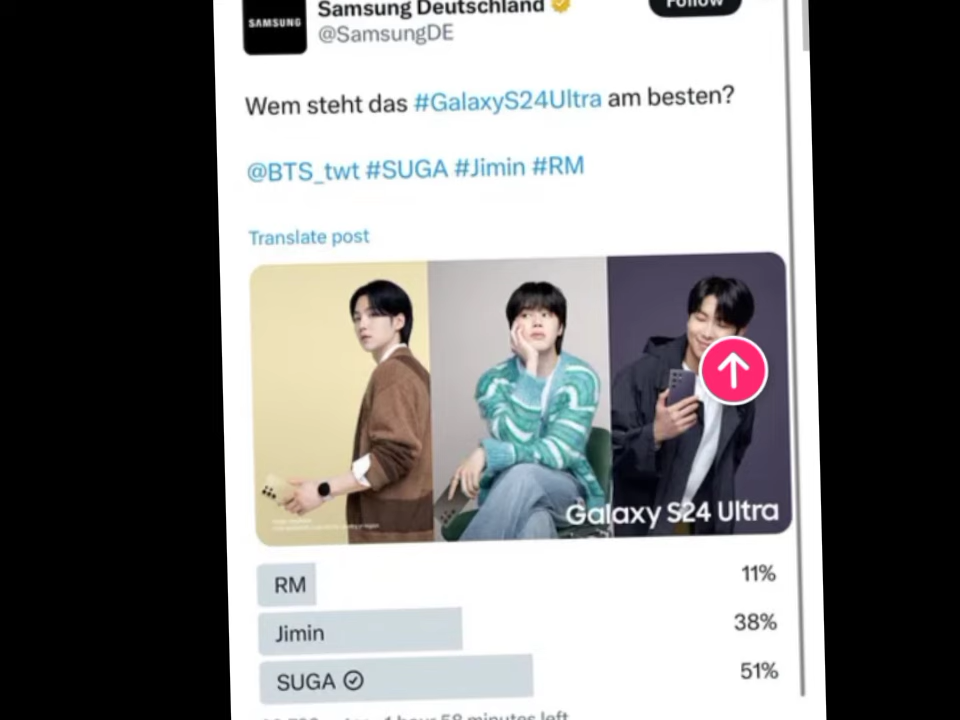 SAMSUNG
Samsung Deutschland
@SamsungDE
Follow
Wem steht das #GalaxyS24Ultra am besten?
@BTS_twt #SUGA #Jimin #RM
Translate post
Galaxy S24 Ultra
RM 11%
Jimin 38%
SUGA 51%
1 hour 58 minutes left